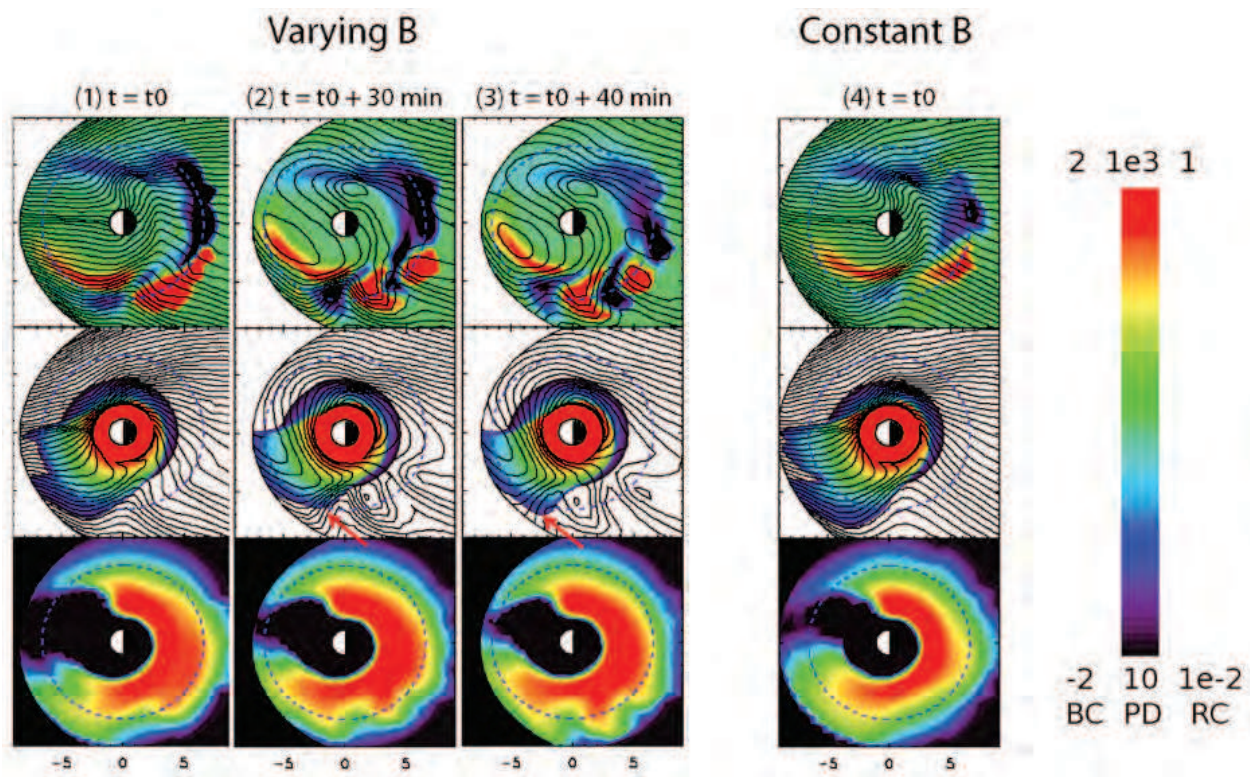 Varying B Constant B
(1) t = t0 (2) t = t0 + 30 min (3) t = t0 + 40 min (4) t = t0
2 1e3 1
-2 10 1e-2
BC PD RC
-5 0 5 -5 0 5 -5 0 5 -5 0 5